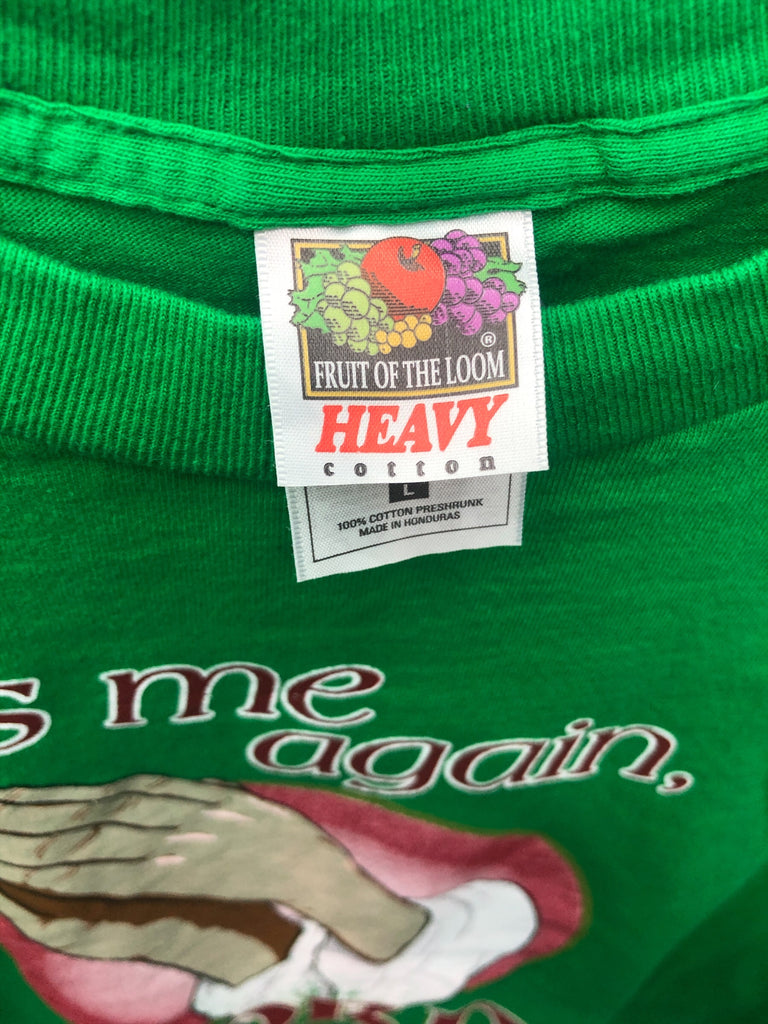 FRUIT OF THE LOOM ®
HEAVY
cotton
L
100% COTTON PRESHRUNK
MADE IN HONDURAS
me
again,